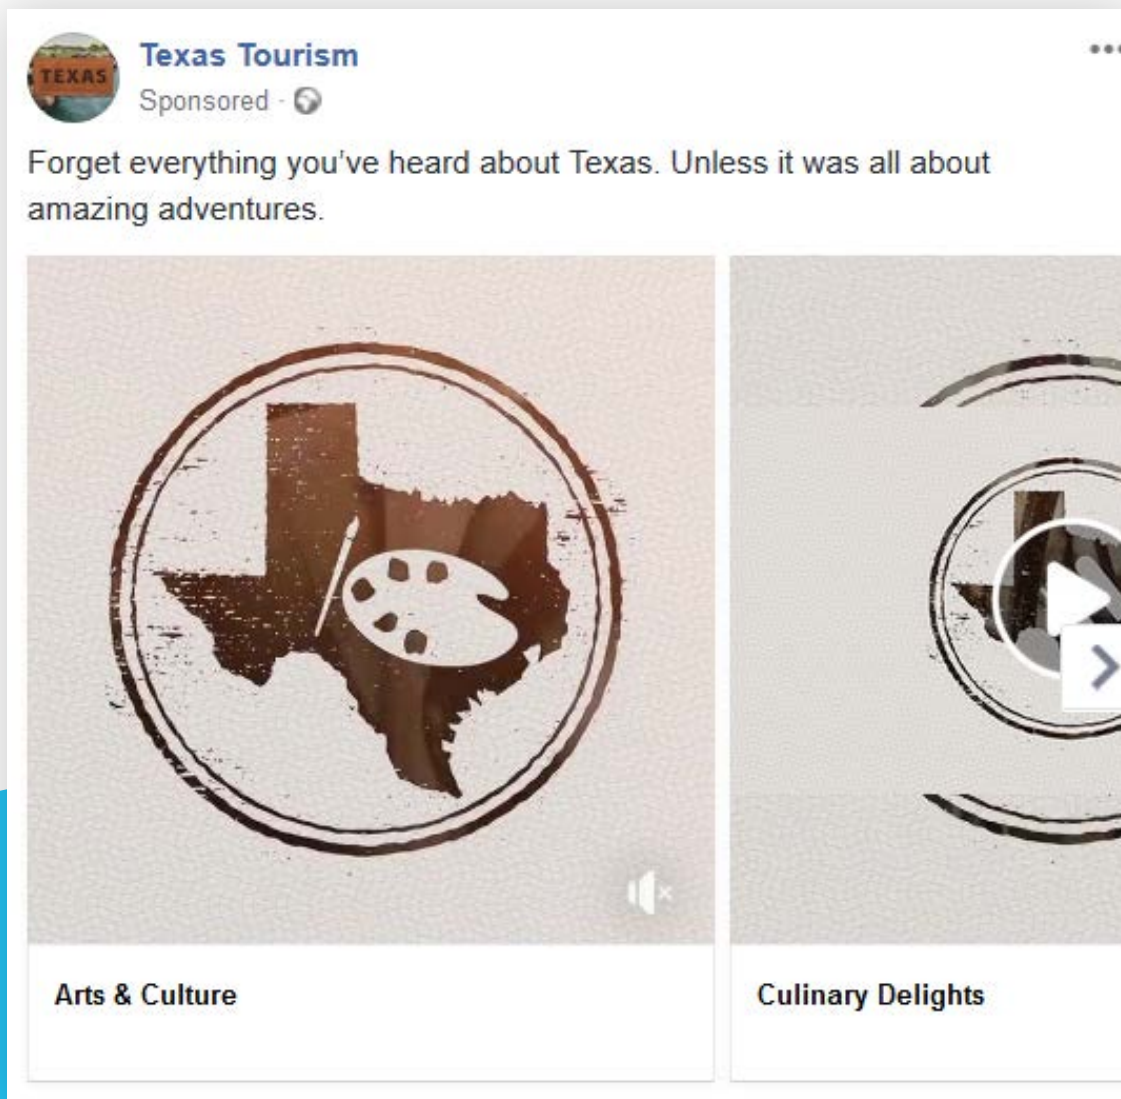 TEXAS
Texas Tourism
Sponsored ·
Forget everything you've heard about Texas. Unless it was all about
amazing adventures.
Arts & Culture
Culinary Delights